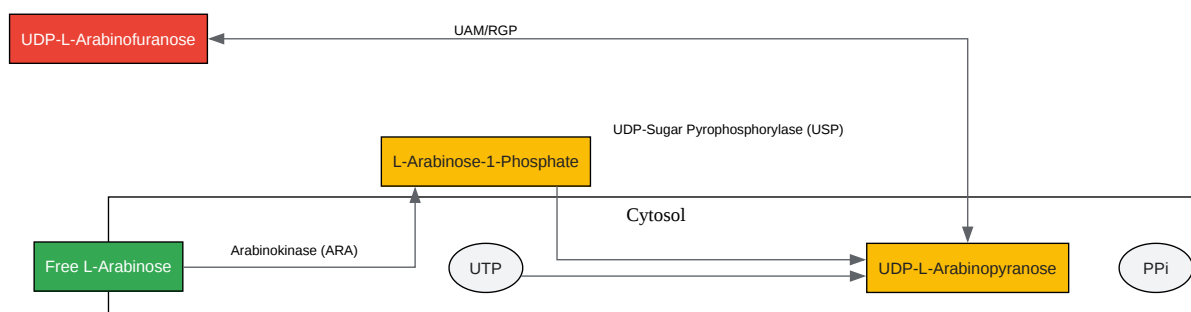 UDP-L-Arabinofuranose
UAM/RGP
UDP-Sugar Pyrophosphorylase (USP)
L-Arabinose-1-Phosphate
Cytosol
Arabinokinase (ARA)
Free L-Arabinose
UTP
UDP-L-Arabinopyranose
PPi